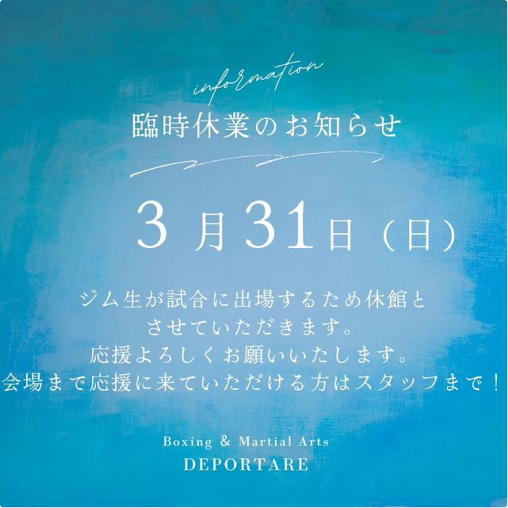 information
臨時休業のお知らせ
3月31日（日）
ジム生が試合に出場するため休館と
させていただきます。
応援よろしくお願いいたします。
会場まで応援に来ていただける方はスタッフまで！
Boxing & Martial Arts
DEPORTARE